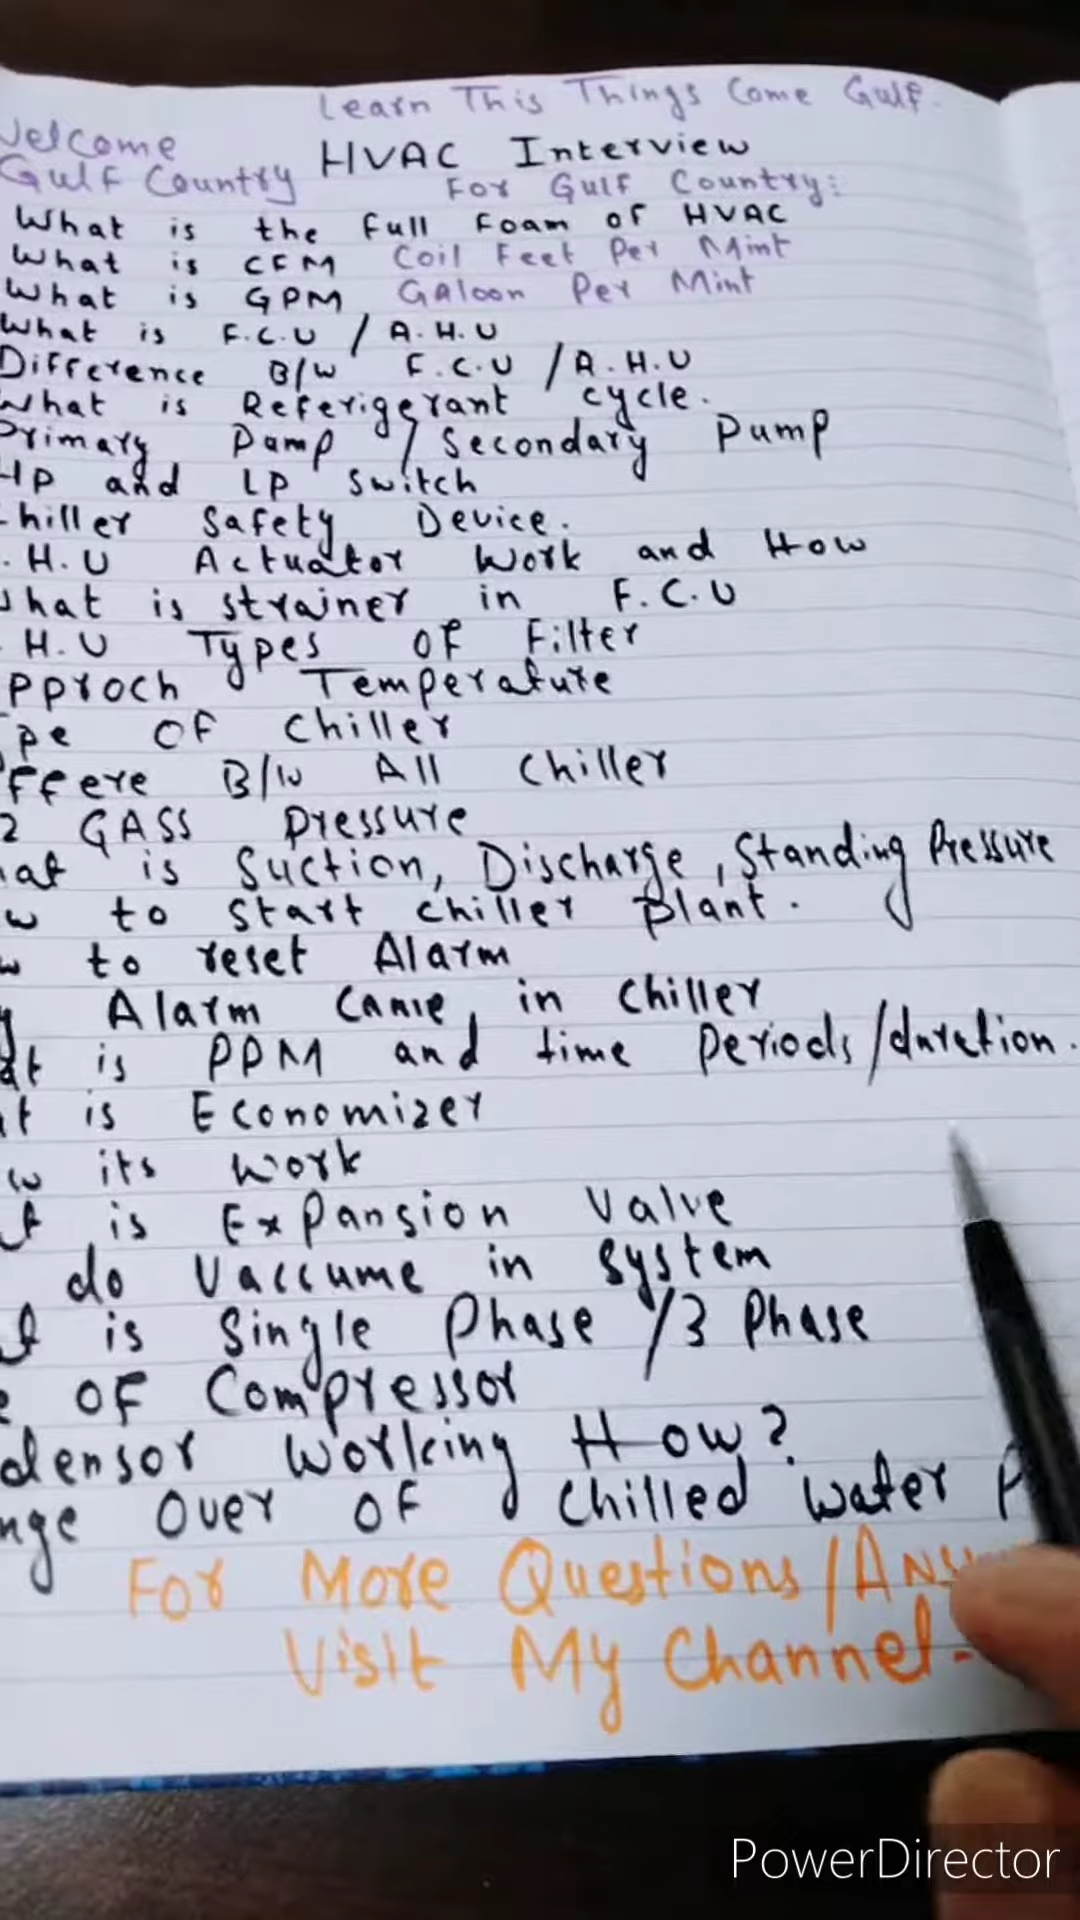 Learn This Things Come Gulf.
Welcome
HVAC Interview
Gulf Country
For Gulf Country:
What is the full foam of HVAC
What is CFM Coil Feet Per Mint
What is GPM Galoon Per Mint
What is F.C.U / A.H.U
Difference B/w F.C.U / A.H.U
What is Referigerant cycle.
Primary Pump / Secondary Pump
HP and LP Switch
hiller Safety Device.
.H.U Actuator Work and How
hat is strainer in F.C.U
H.U Types of Filter
pproch Temperature
pe OF chiller
ffere B/w All chiller
2 GASS Pressure
at is Suction, Discharge, Standing Pressure
w to start chiller plant.
w to reset Alarm
y Alarm Came, in chiller
at is PPM and time Periods/duretion.
t is Economizer
w its work
t is Expansion Valve
do Vaccume in system
t is Single Phase /3 Phase
e OF Compressor
densor Working How?
nge Over OF chilled water P
For More Questions/Ans
Visit My Channel-
PowerDirector